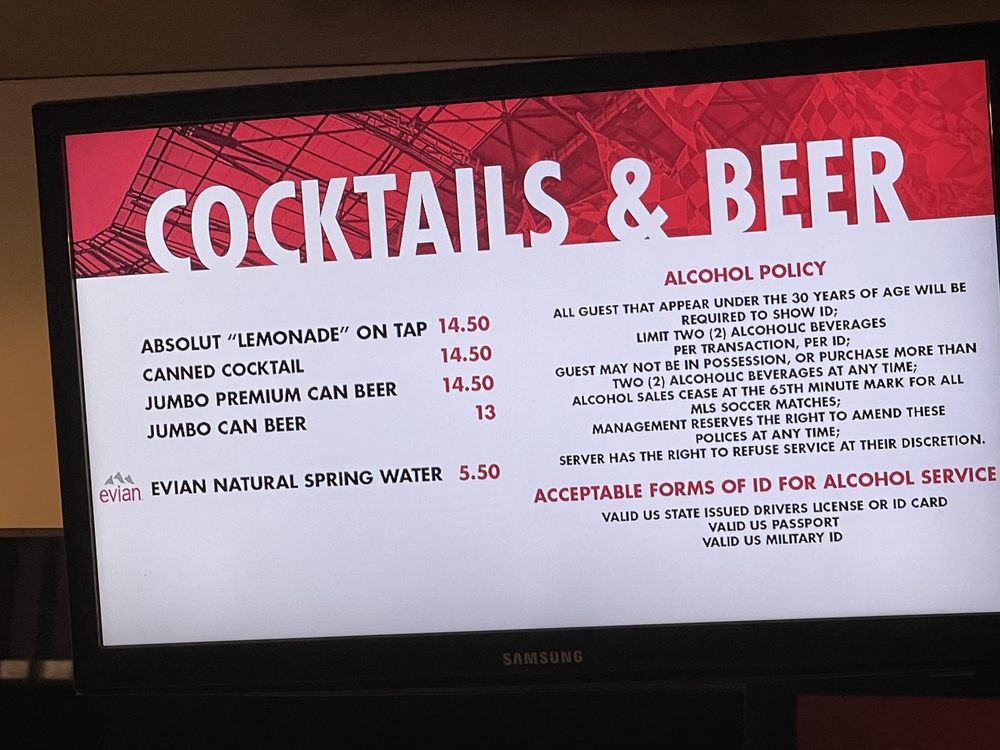 COCKTAILS & BEER
ABSOLUT “LEMONADE” ON TAP 14.50
CANNED COCKTAIL 14.50
JUMBO PREMIUM CAN BEER 14.50
JUMBO CAN BEER 13
evian EVIAN NATURAL SPRING WATER 5.50
ALCOHOL POLICY
ALL GUEST THAT APPEAR UNDER THE 30 YEARS OF AGE WILL BE
REQUIRED TO SHOW ID;
LIMIT TWO (2) ALCOHOLIC BEVERAGES
PER TRANSACTION, PER ID;
GUEST MAY NOT BE IN POSSESSION, OR PURCHASE MORE THAN
TWO (2) ALCOHOLIC BEVERAGES AT ANY TIME;
ALCOHOL SALES CEASE AT THE 65TH MINUTE MARK FOR ALL
MLS SOCCER MATCHES;
MANAGEMENT RESERVES THE RIGHT TO AMEND THESE
POLICES AT ANY TIME;
SERVER HAS THE RIGHT TO REFUSE SERVICE AT THEIR DISCRETION.
ACCEPTABLE FORMS OF ID FOR ALCOHOL SERVICE
VALID US STATE ISSUED DRIVERS LICENSE OR ID CARD
VALID US PASSPORT
VALID US MILITARY ID
SAMSUNG